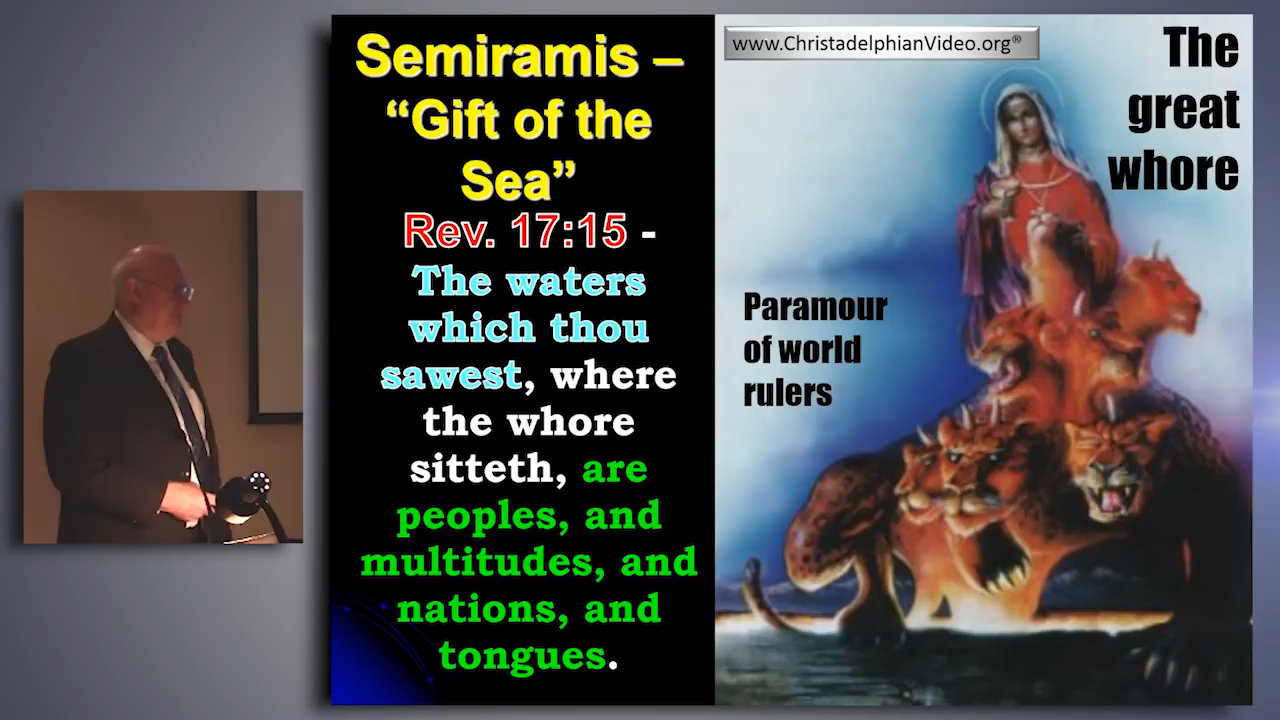 Semiramis –
“Gift of the
Sea”
Rev. 17:15 -
The waters
which thou
sawest, where
the whore
sitteth, are
peoples, and
multitudes, and
nations, and
tongues.
www.ChristadelphianVideo.org®
The
great
whore
Paramour
of world
rulers